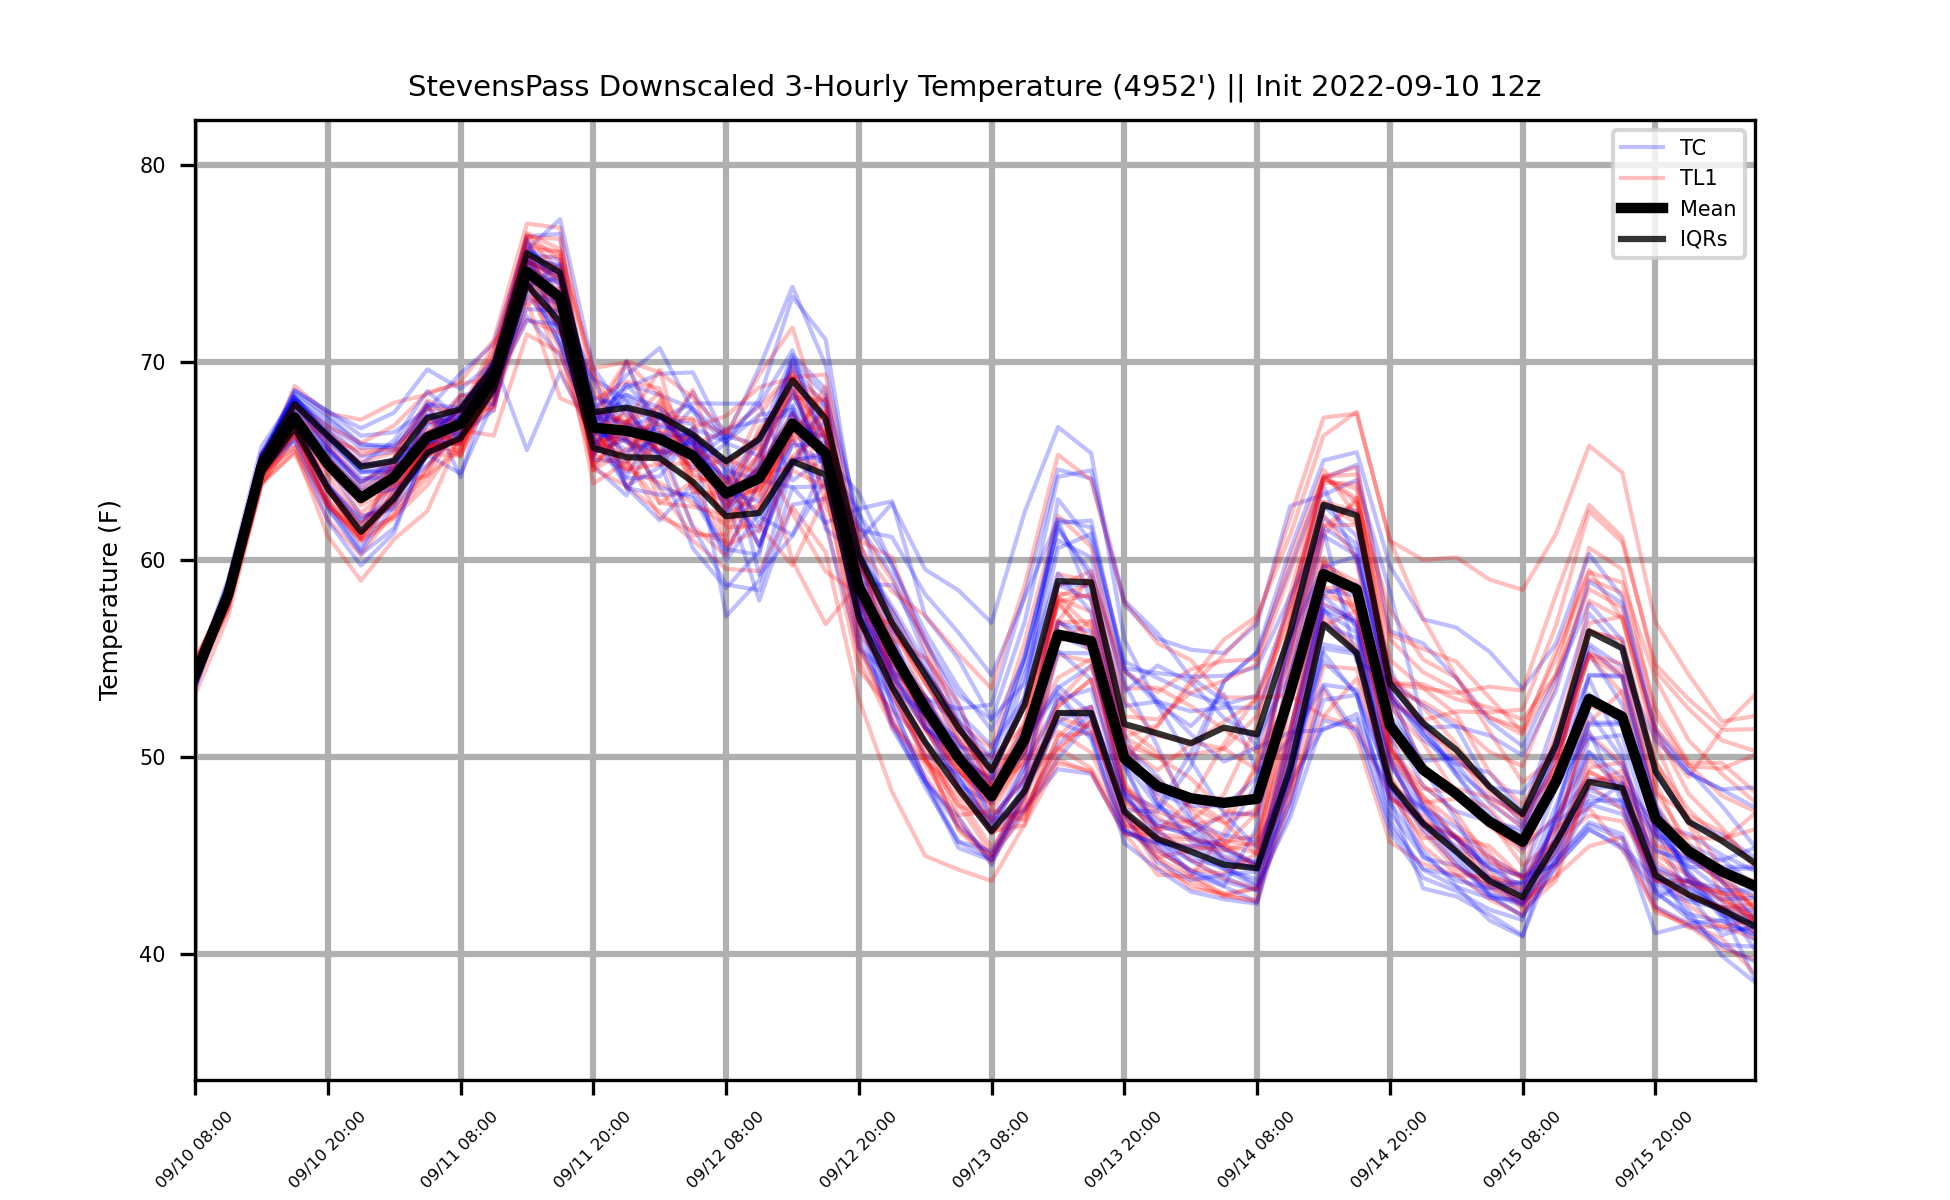 StevensPass Downscaled 3-Hourly Temperature (4952') || Init 2022-09-10 12z
TC
TL1
Mean
IQRs
Temperature (F)
80
70
60
50
40
09/10 08:00
09/10 20:00
09/11 08:00
09/11 20:00
09/12 08:00
09/12 20:00
09/13 08:00
09/13 20:00
09/14 08:00
09/14 20:00
09/15 08:00
09/15 20:00